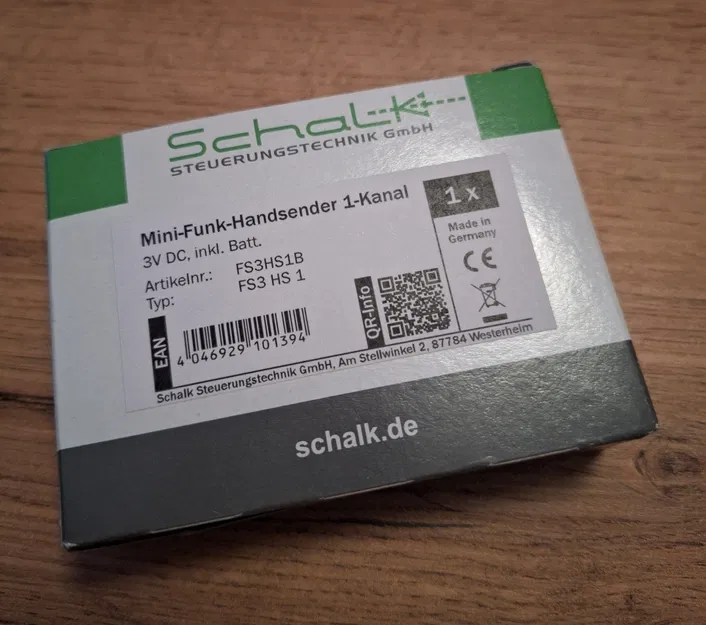 Schalk
STEUERUNGSTECHNIK GmbH
Mini-Funk-Handsender 1-Kanal
3V DC, inkl. Batt.
Artikelnr.: FS3HS1B
Typ: FS3 HS 1
1 x
Made in
Germany
CE
EAN
4 046929 101394
QR-Info
Schalk Steuerungstechnik GmbH, Am Stellwinkel 2, 87784 Westerheim
schalk.de